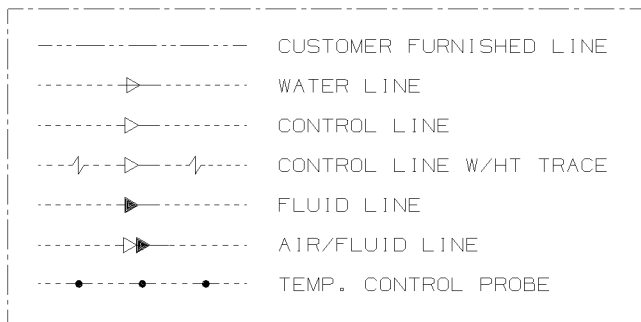 CUSTOMER FURNISHED LINE
WATER LINE
CONTROL LINE
CONTROL LINE W/HT TRACE
FLUID LINE
AIR/FLUID LINE
TEMP. CONTROL PROBE